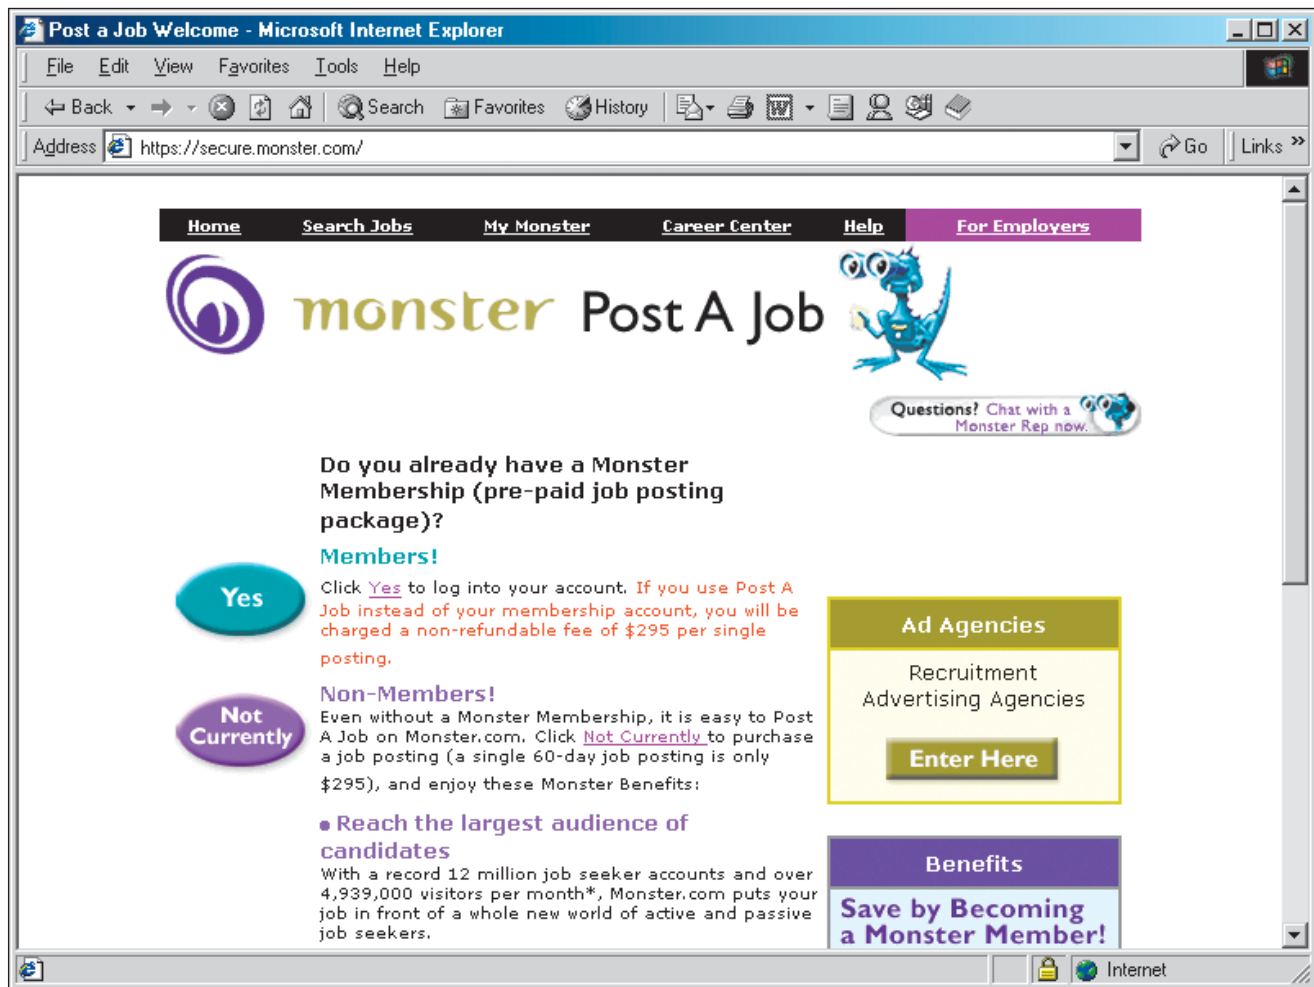 Post a Job Welcome - Microsoft Internet Explorer
File Edit View Favorites Tools Help
Back Search Favorites History
Address https://secure.monster.com/ Go Links »
Home Search Jobs My Monster Career Center Help For Employers
monster Post A Job
Questions? Chat with a
Monster Rep now.
Do you already have a Monster
Membership (pre-paid job posting
package)?
Members!
Yes
Click Yes to log into your account. If you use Post A
Job instead of your membership account, you will be
charged a non-refundable fee of $295 per single
posting.
Non-Members!
Not
Currently
Even without a Monster Membership, it is easy to Post
A Job on Monster.com. Click Not Currently to purchase
a job posting (a single 60-day job posting is only
$295), and enjoy these Monster Benefits:
• Reach the largest audience of
candidates
With a record 12 million job seeker accounts and over
4,939,000 visitors per month*, Monster.com puts your
job in front of a whole new world of active and passive
job seekers.
Ad Agencies
Recruitment
Advertising Agencies
Enter Here
Benefits
Save by Becoming
a Monster Member!
Internet